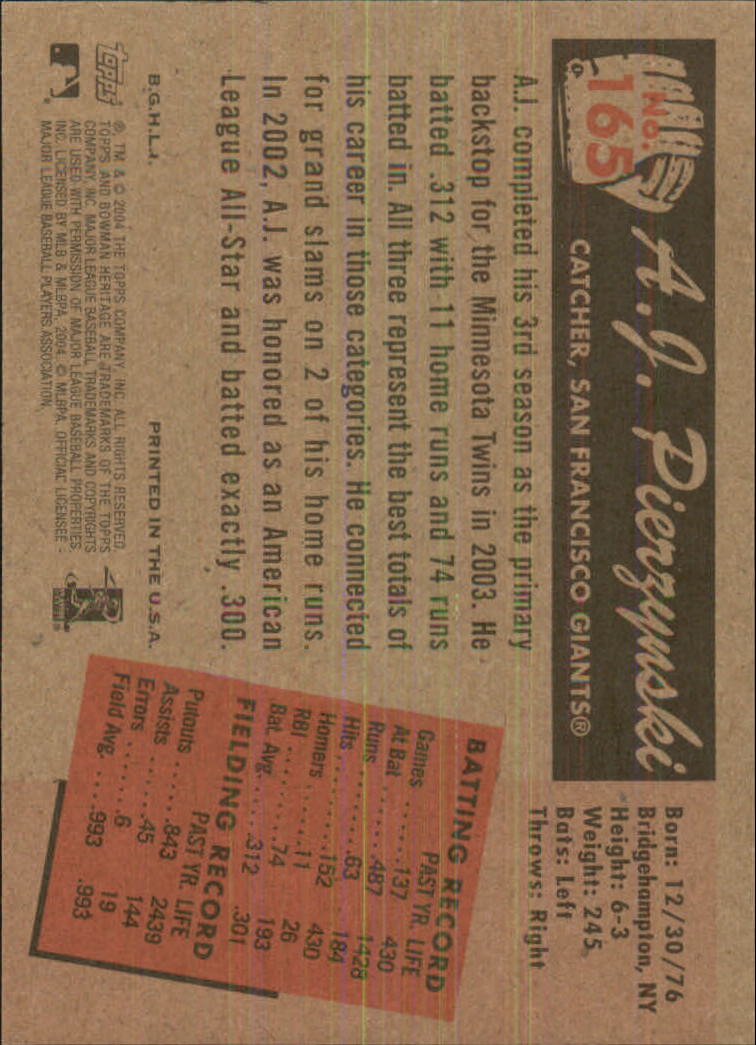 No.
165
A.J. Pierzynski
CATCHER, SAN FRANCISCO GIANTS®
Born: 12/30/76
Bridgehampton, NY
Height: 6-3
Weight: 245
Bats: Left
Throws: Right
A.J. completed his 3rd season as the primary
backstop for the Minnesota Twins in 2003. He
batted .312 with 11 home runs and 74 runs
batted in. All three represent the best totals of
his career in those categories. He connected
for grand slams on 2 of his home runs.
In 2002, A.J. was honored as an American
League All-Star and batted exactly .300.
BATTING RECORD
PAST YR. LIFE
Games .......137 430
At Bat .......487 1428
Runs .......63 184
Hits .......152 430
Homers .......11 26
RBI .......74 193
Bat. Avg. .....312 .301
FIELDING RECORD
PAST YR. LIFE
Putouts ......843 2439
Assists ......45 144
Errors ......6 19
Field Avg. .....993 .993
B.G.H.L.J. PRINTED IN THE U.S.A.
topps
®, TM & © 2004 THE TOPPS COMPANY, INC. ALL RIGHTS RESERVED.
TOPPS AND BOWMAN HERITAGE ARE TRADEMARKS OF THE TOPPS
COMPANY, INC. MAJOR LEAGUE BASEBALL TRADEMARKS AND COPYRIGHTS
ARE USED WITH PERMISSION OF MAJOR LEAGUE BASEBALL PROPERTIES,
INC. LICENSED BY MLB & MLBPA, 2004. © MLBPA. OFFICIAL LICENSEE -
MAJOR LEAGUE BASEBALL PLAYERS ASSOCIATION.